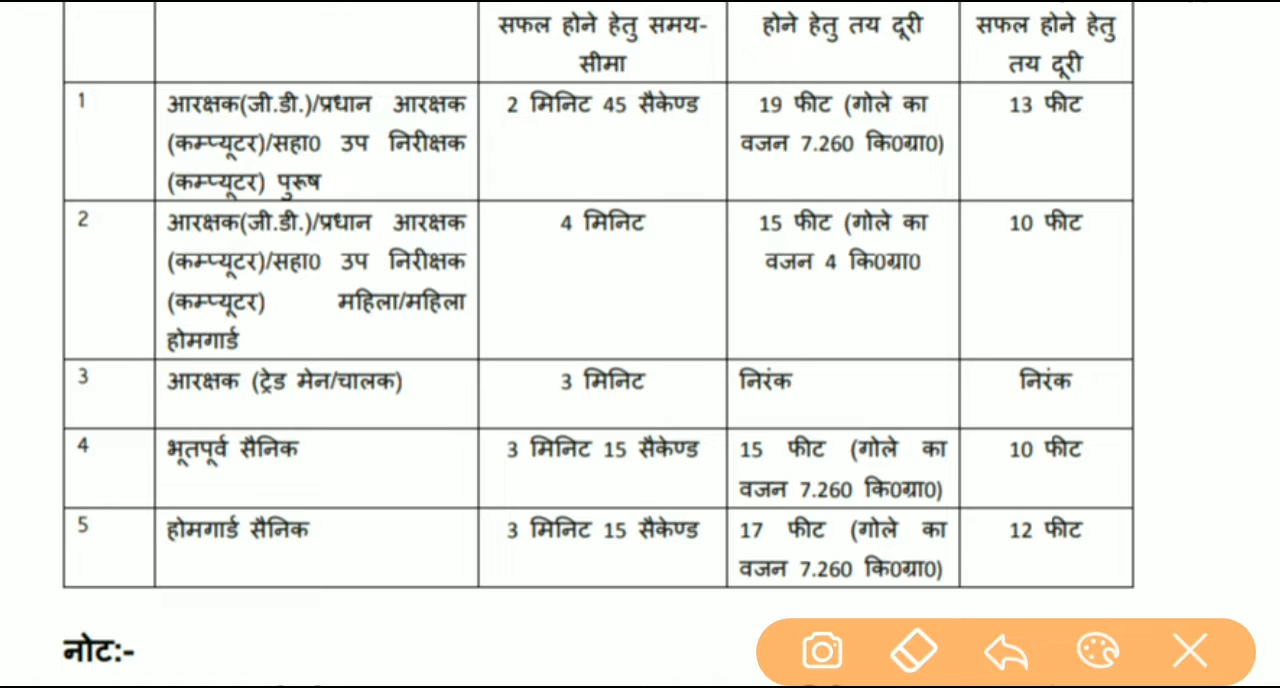 सफल होने हेतु समय-
सीमा
होने हेतु तय दूरी
सफल होने हेतु
तय दूरी
1
आरक्षक(जी.डी.)/प्रधान आरक्षक
(कम्प्यूटर)/सहा0 उप निरीक्षक
(कम्प्यूटर) पुरूष
2 मिनिट 45 सैकेण्ड
19 फीट (गोले का
वजन 7.260 कि0ग्रा0)
13 फीट
2
आरक्षक(जी.डी.)/प्रधान आरक्षक
(कम्प्यूटर)/सहा0 उप निरीक्षक
(कम्प्यूटर) महिला/महिला
होमगार्ड
4 मिनिट
15 फीट (गोले का
वजन 4 कि0ग्रा0
10 फीट
3
आरक्षक (ट्रेड मेन/चालक)
3 मिनिट
निरंक
निरंक
4
भूतपूर्व सैनिक
3 मिनिट 15 सैकेण्ड
15 फीट (गोले का
वजन 7.260 कि0ग्रा0)
10 फीट
5
होमगार्ड सैनिक
3 मिनिट 15 सैकेण्ड
17 फीट (गोले का
वजन 7.260 कि0ग्रा0)
12 फीट
नोट:-